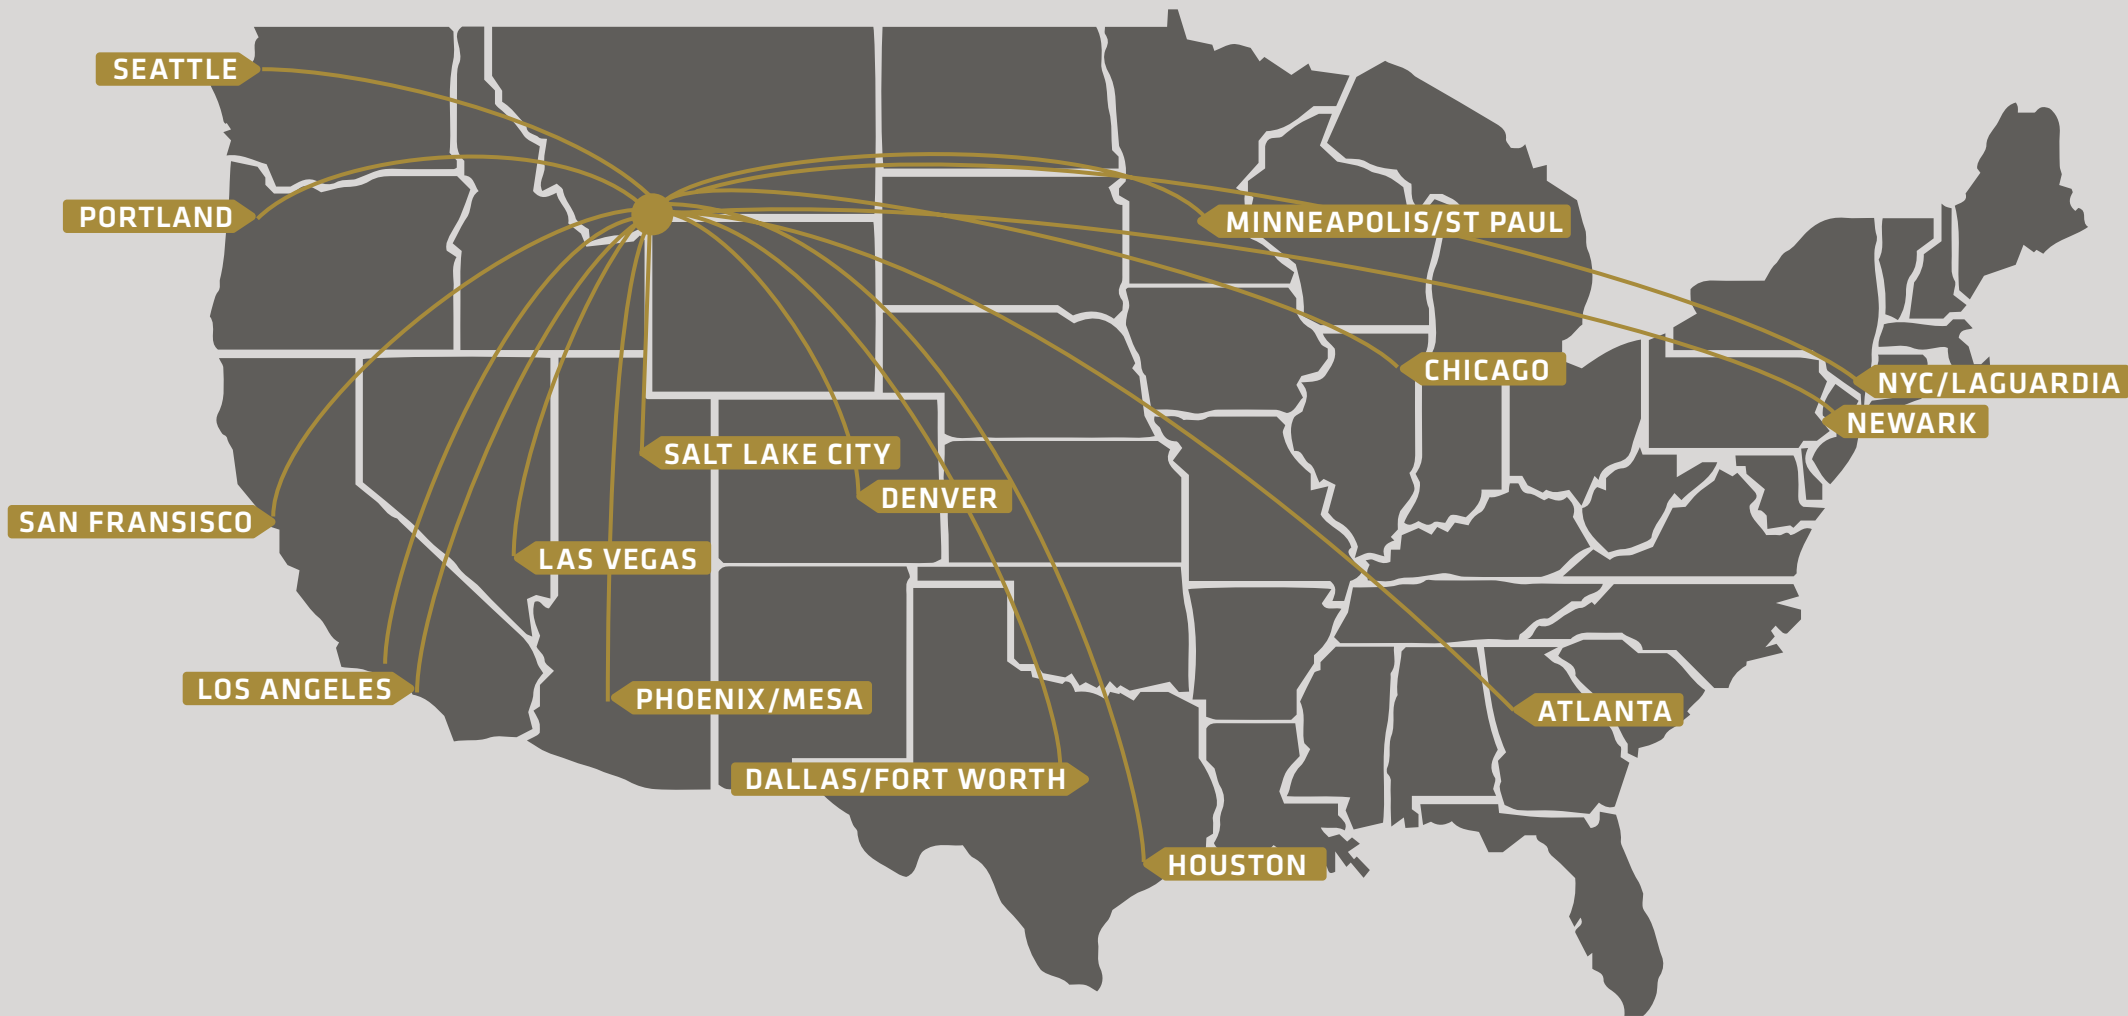 SEATTLE
PORTLAND
MINNEAPOLIS/ST PAUL
CHICAGO
NYC/LAGUARDIA
NEWARK
SALT LAKE CITY
DENVER
SAN FRANSISCO
LAS VEGAS
LOS ANGELES
PHOENIX/MESA
ATLANTA
DALLAS/FORT WORTH
HOUSTON